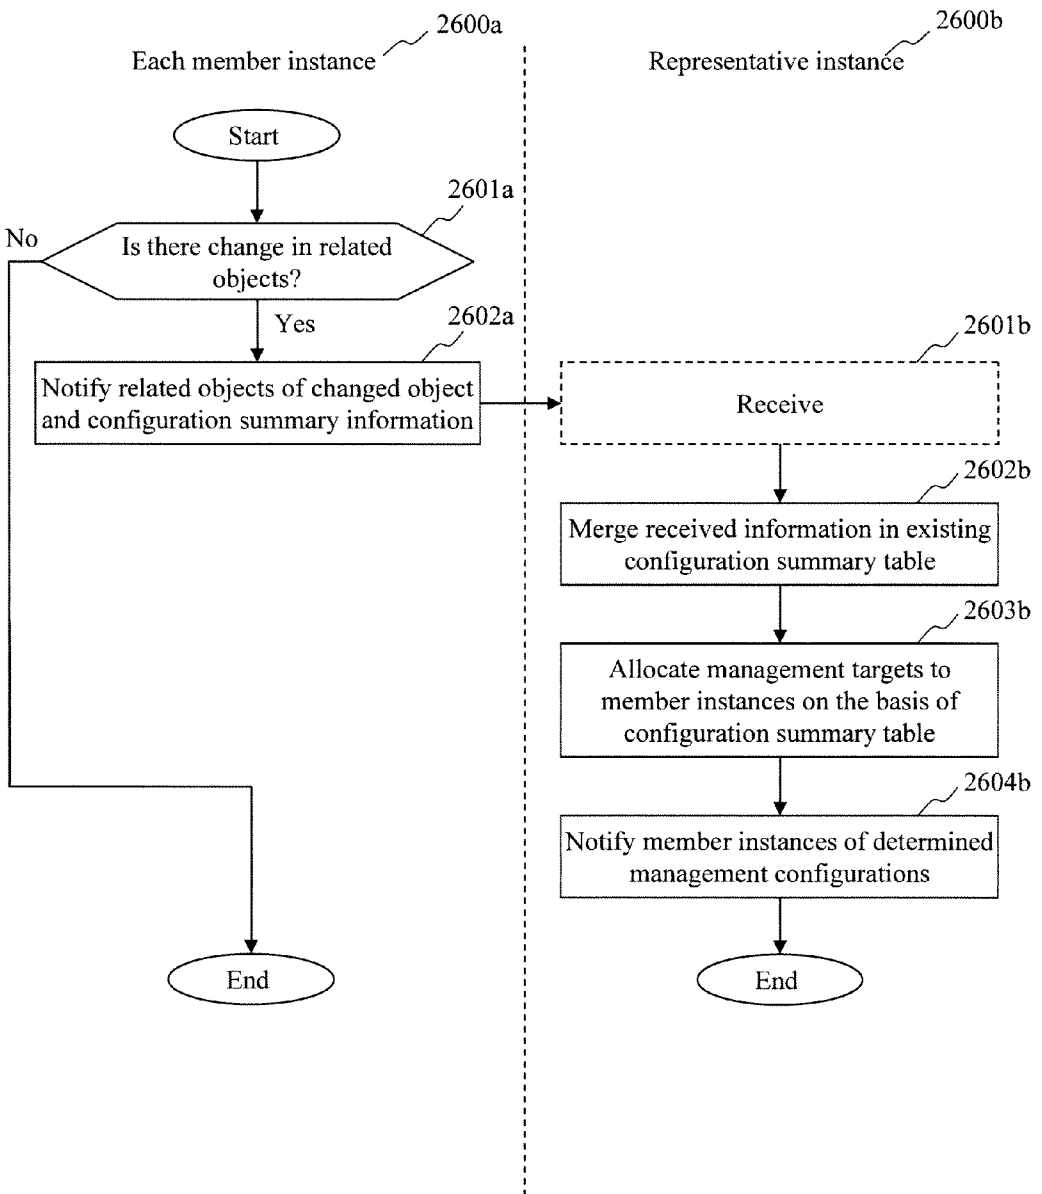 2600a
Each member instance
Start
2601a
No
Is there change in related
objects?
Yes
2602a
Notify related objects of changed object
and configuration summary information
End
2600b
Representative instance
2601b
Receive
2602b
Merge received information in existing
configuration summary table
2603b
Allocate management targets to
member instances on the basis of
configuration summary table
2604b
Notify member instances of determined
management configurations
End